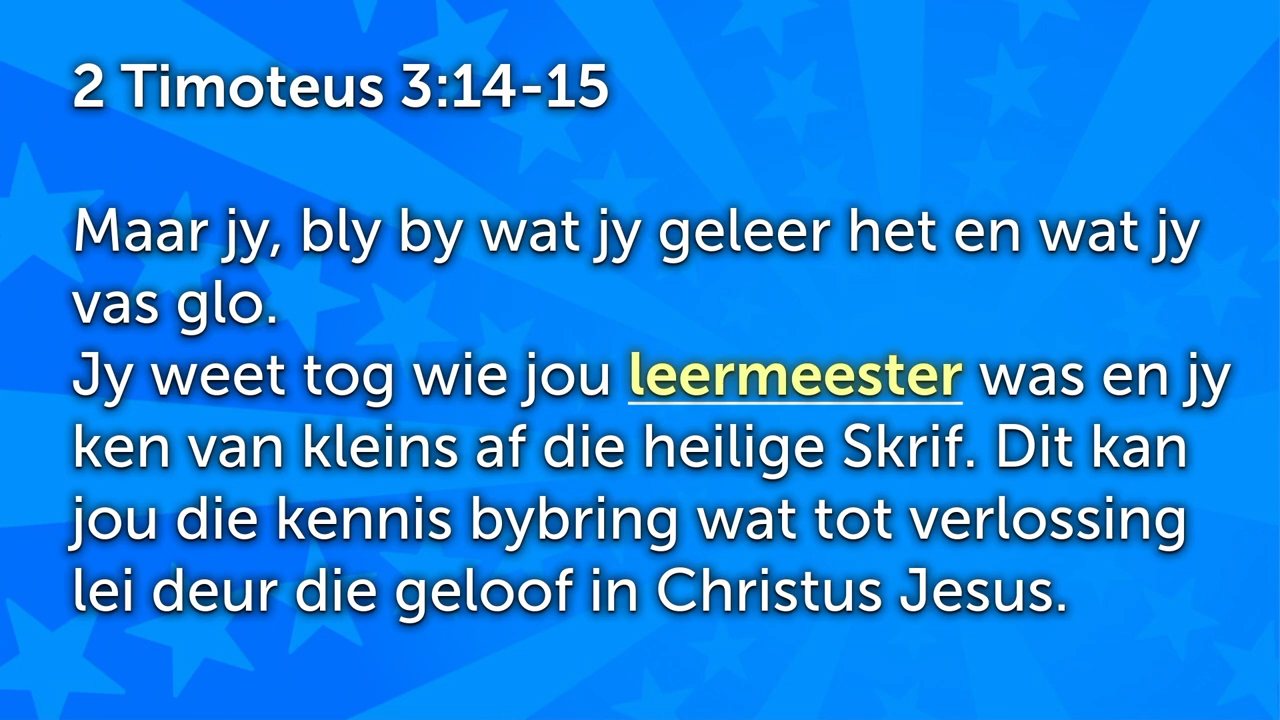 2 Timoteus 3:14-15
Maar jy, bly by wat jy geleer het en wat jy
vas glo.
Jy weet tog wie jou leermeester was en jy
ken van kleins af die heilige Skrif. Dit kan
jou die kennis bybring wat tot verlossing
lei deur die geloof in Christus Jesus.